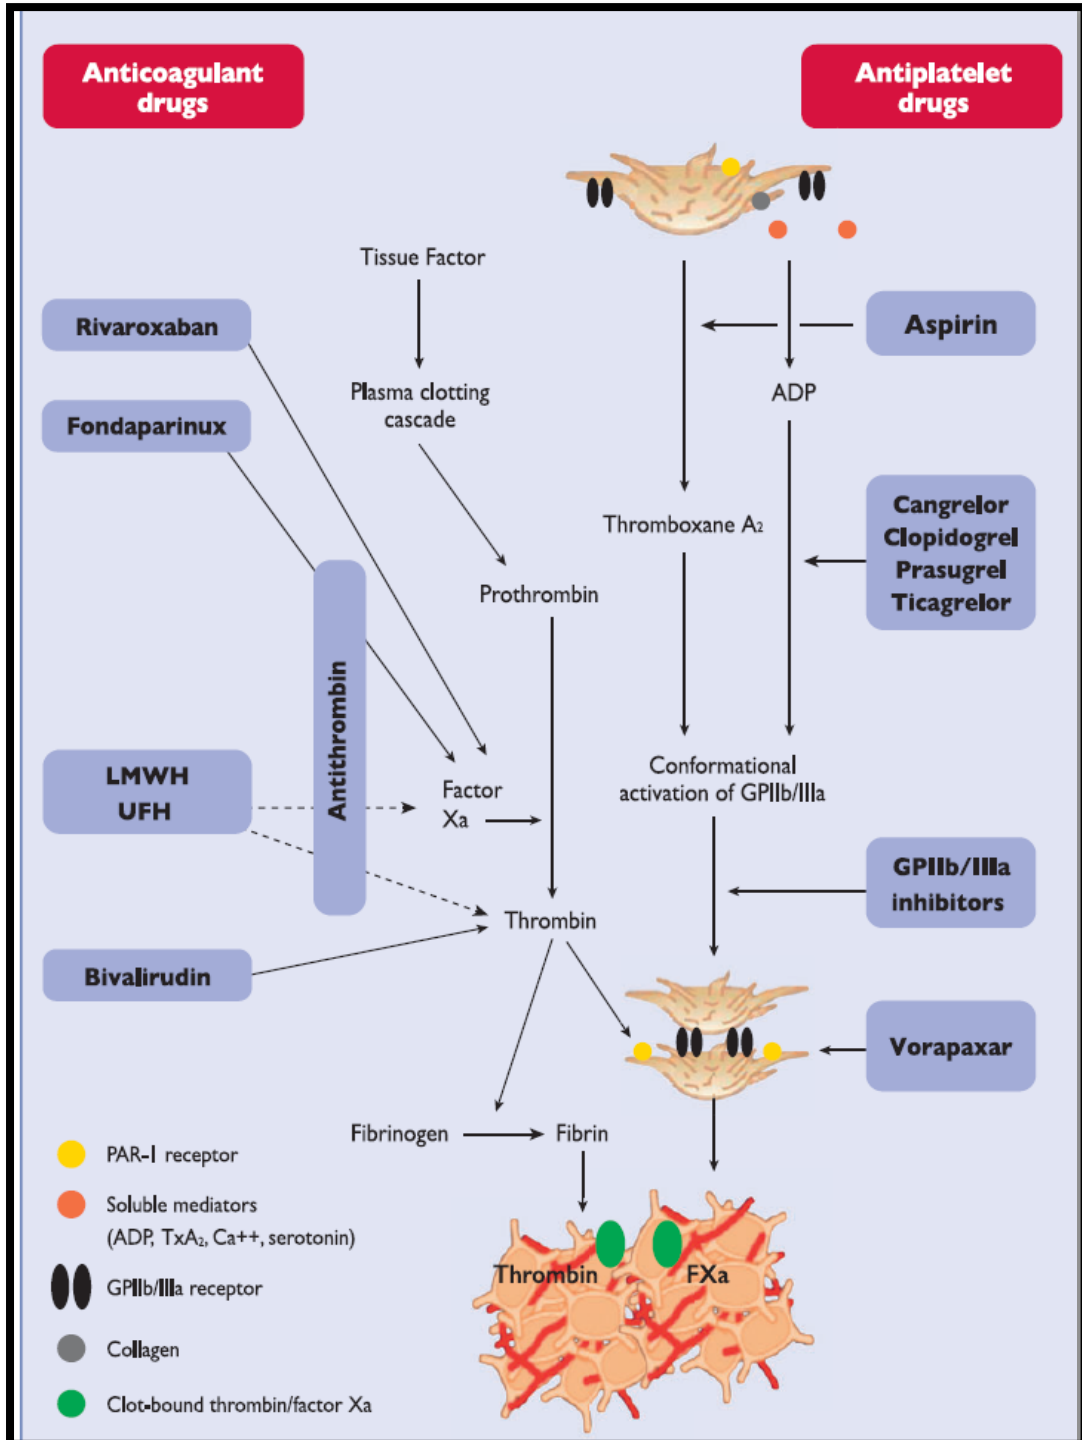 Anticoagulant
drugs
Antiplatelet
drugs
Tissue Factor
Rivaroxaban
Aspirin
Plasma clotting
cascade
ADP
Fondaparinux
Cangrelor
Clopidogrel
Prasugrel
Ticagrelor
Thromboxane A₂
Prothrombin
Antithrombin
LMWH
UFH
Factor
Xa
Conformational
activation of GPIIb/IIIa
GPIIb/IIIa
inhibitors
Thrombin
Bivalirudin
Vorapaxar
Fibrinogen
Fibrin
PAR-I receptor
Soluble mediators
(ADP, TxA₂, Ca++, serotonin)
GPIIb/IIIa receptor
Collagen
Clot-bound thrombin/factor Xa
Thrombin
FXa